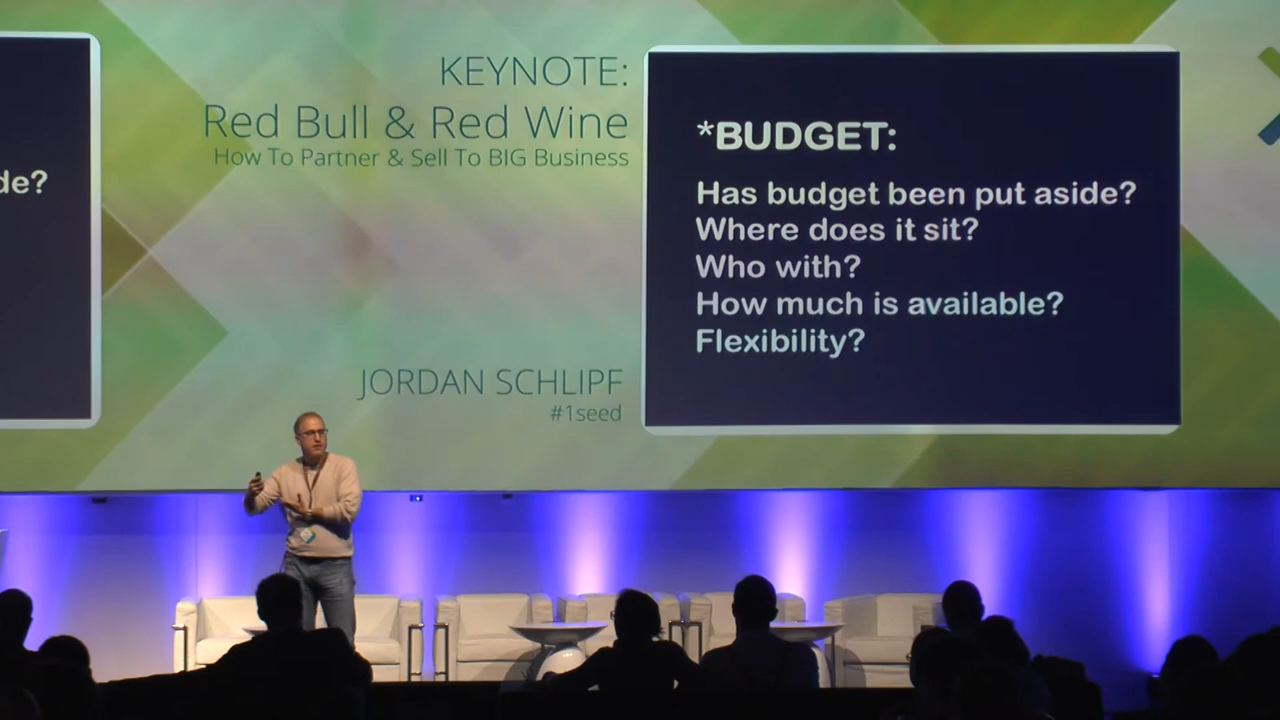 de?
KEYNOTE:
Red Bull & Red Wine
How To Partner & Sell To BIG Business
JORDAN SCHLIPF
#1seed
*BUDGET:
Has budget been put aside?
Where does it sit?
Who with?
How much is available?
Flexibility?